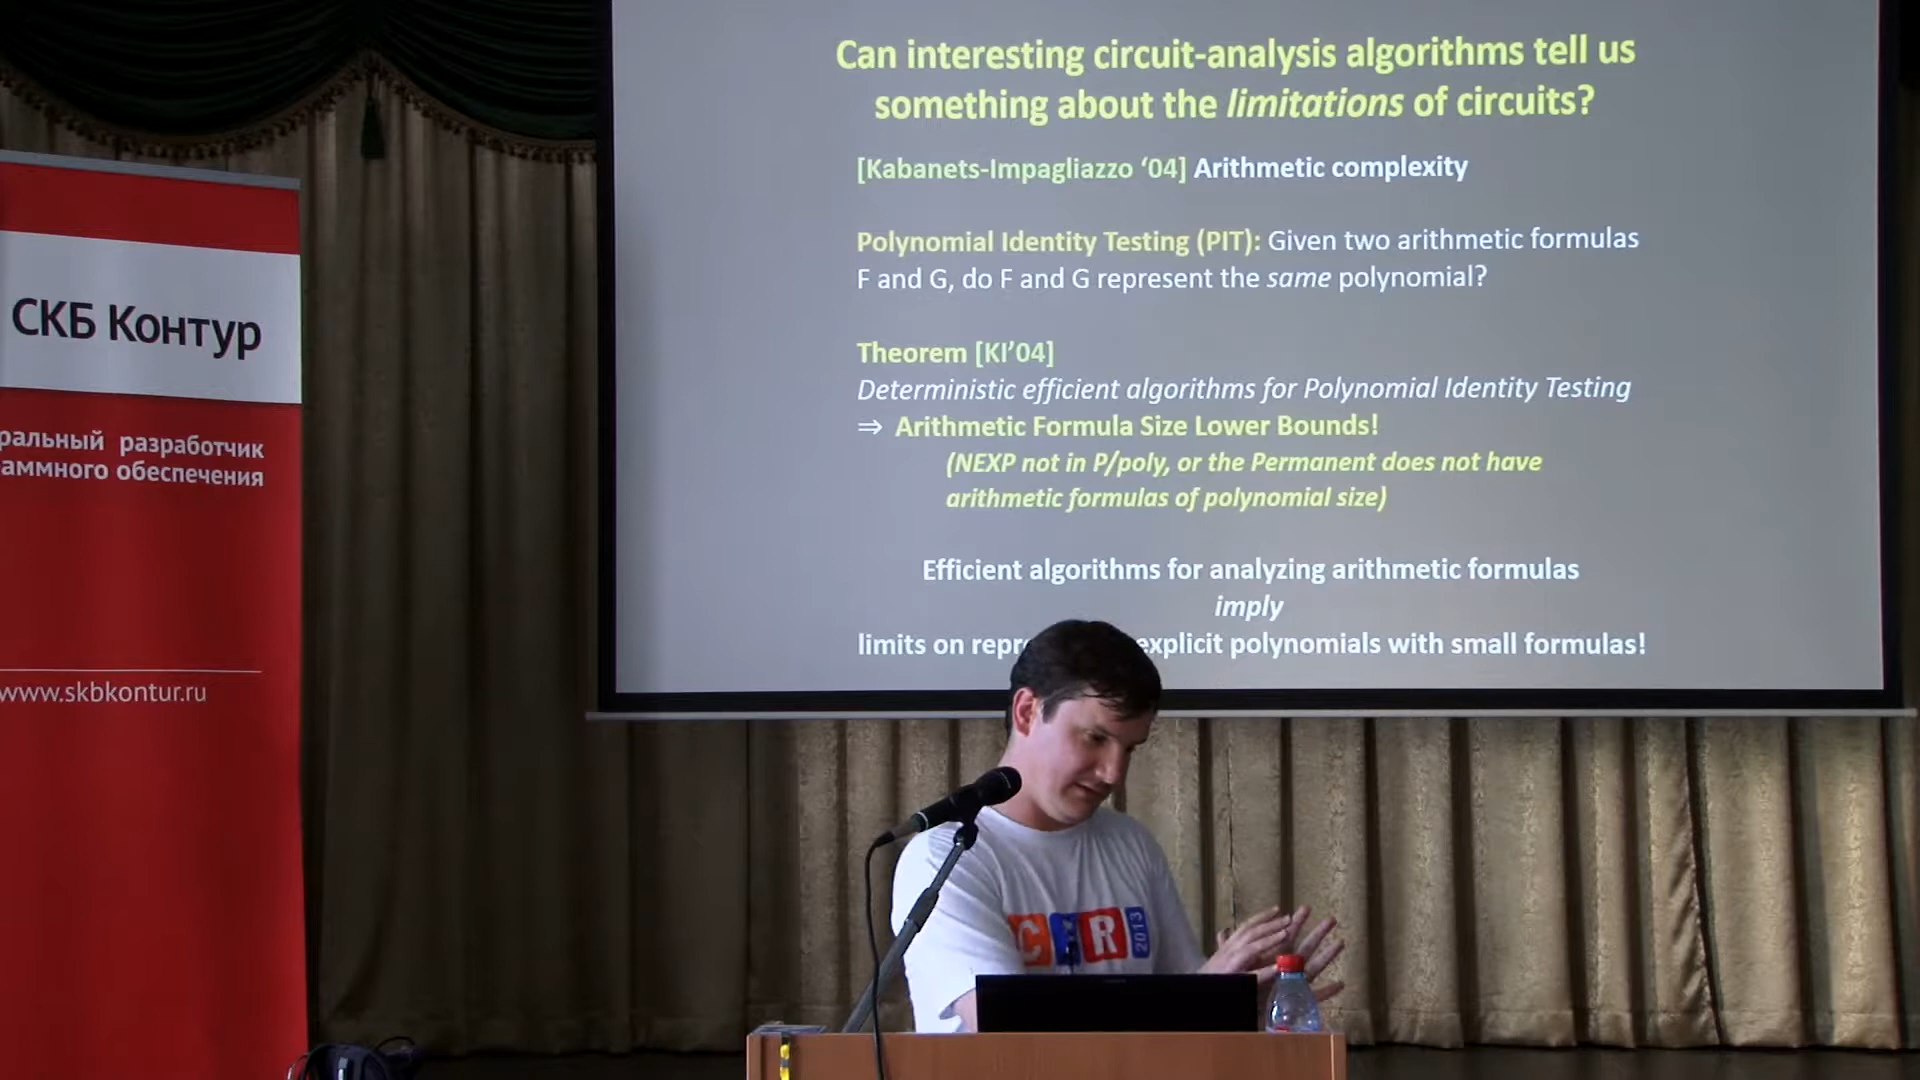 Can interesting circuit-analysis algorithms tell us
something about the limitations of circuits?
[Kabanets-Impagliazzo ‘04] Arithmetic complexity
Polynomial Identity Testing (PIT): Given two arithmetic formulas
F and G, do F and G represent the same polynomial?
Theorem [KI’04]
Deterministic efficient algorithms for Polynomial Identity Testing
⇒ Arithmetic Formula Size Lower Bounds!
(NEXP not in P/poly, or the Permanent does not have
arithmetic formulas of polynomial size)
Efficient algorithms for analyzing arithmetic formulas
imply
limits on explicit polynomials with small formulas!
СКБ Контур
разработчик
обеспечения
www.skbkontur.ru
2013